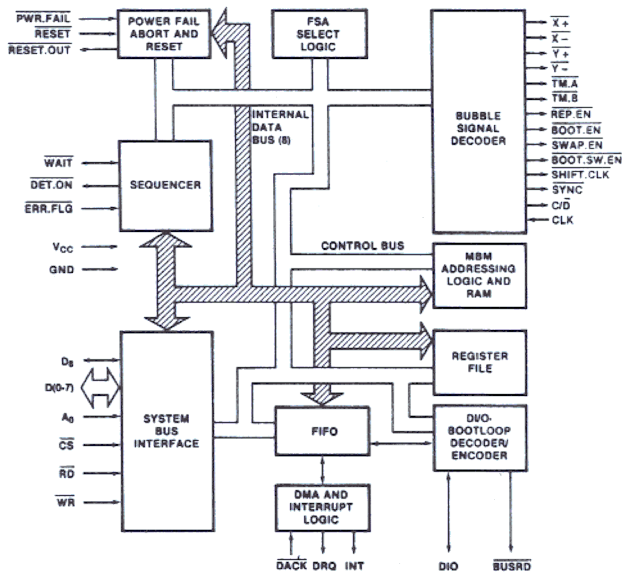 PWR.FAIL
RESET
RESET.OUT
POWER FAIL
ABORT AND
RESET
FSA
SELECT
LOGIC
BUBBLE
SIGNAL
DECODER
X+
X-
Y+
Y-
TM.A
TM.B
REP.EN
BOOT.EN
SWAP.EN
BOOT.SW.EN
SHIFT.CLK
SYNC
C/D
CLK
INTERNAL
DATA
BUS (8)
WAIT
DET.ON
ERR.FLG
SEQUENCER
VCC
GND
CONTROL BUS
MBM
ADDRESSING
LOGIC AND
RAM
REGISTER
FILE
D8
D(0-7)
A0
CS
RD
WR
SYSTEM
BUS
INTERFACE
FIFO
DI/O-
BOOTLOOP
DECODER/
ENCODER
DMA AND
INTERRUPT
LOGIC
DACK DRQ INT
DIO
BUSRD